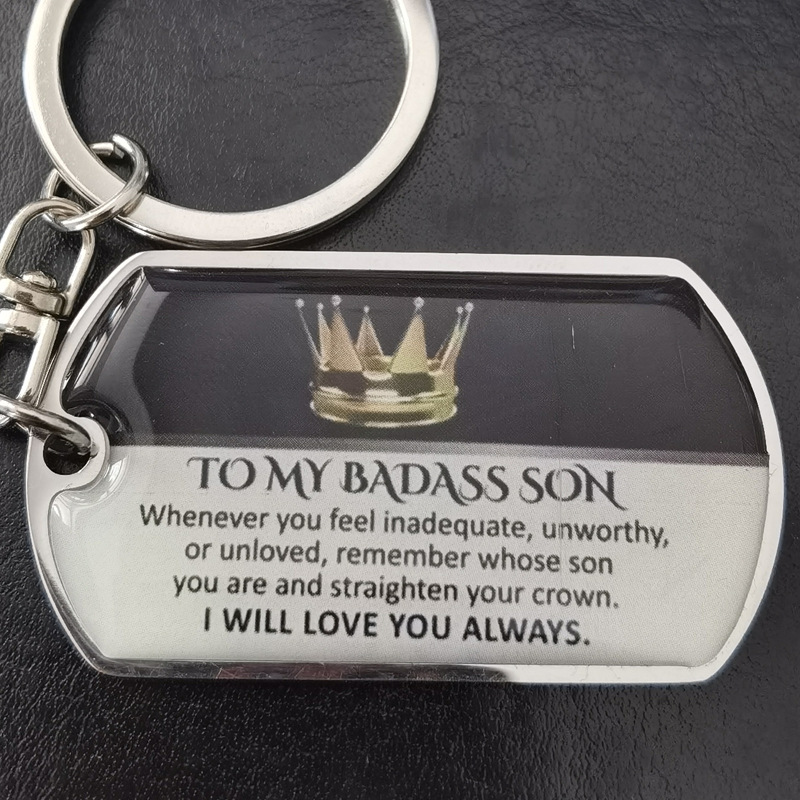 TO MY BADASS SON
Whenever you feel inadequate, unworthy,
or unloved, remember whose son
you are and straighten your crown.
I WILL LOVE YOU ALWAYS.